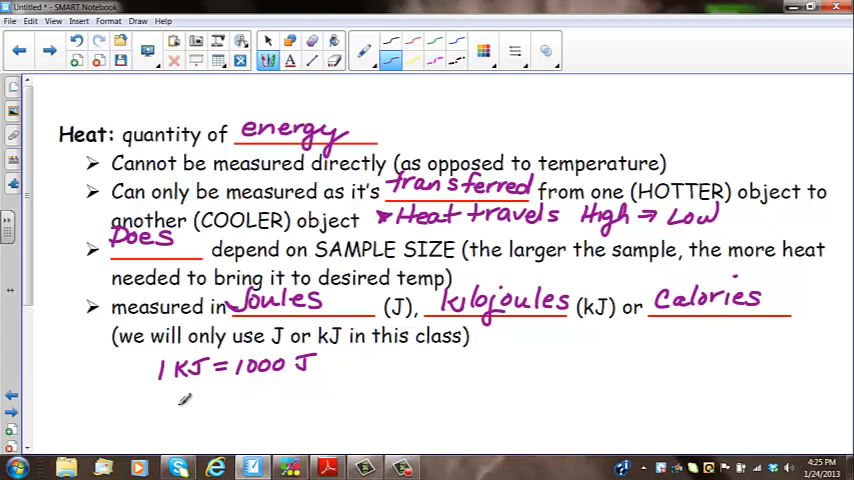 Untitled * - SMART Notebook
File Edit View Insert Format Draw Help
Heat: quantity of energy
➢ Cannot be measured directly (as opposed to temperature)
➢ Can only be measured as it's transferred from one (HOTTER) object to
another (COOLER) object * Heat travels High → Low
➢ Does depend on SAMPLE SIZE (the larger the sample, the more heat
needed to bring it to desired temp)
➢ measured in Joules (J), kilojoules (kJ) or calories
(we will only use J or kJ in this class)
1 KJ = 1000 J
4:25 PM
1/24/2013